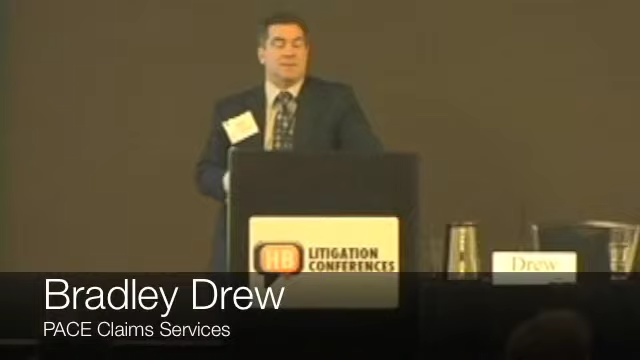 HB LITIGATION
CONFERENCES
Drew
Bradley Drew
PACE Claims Services